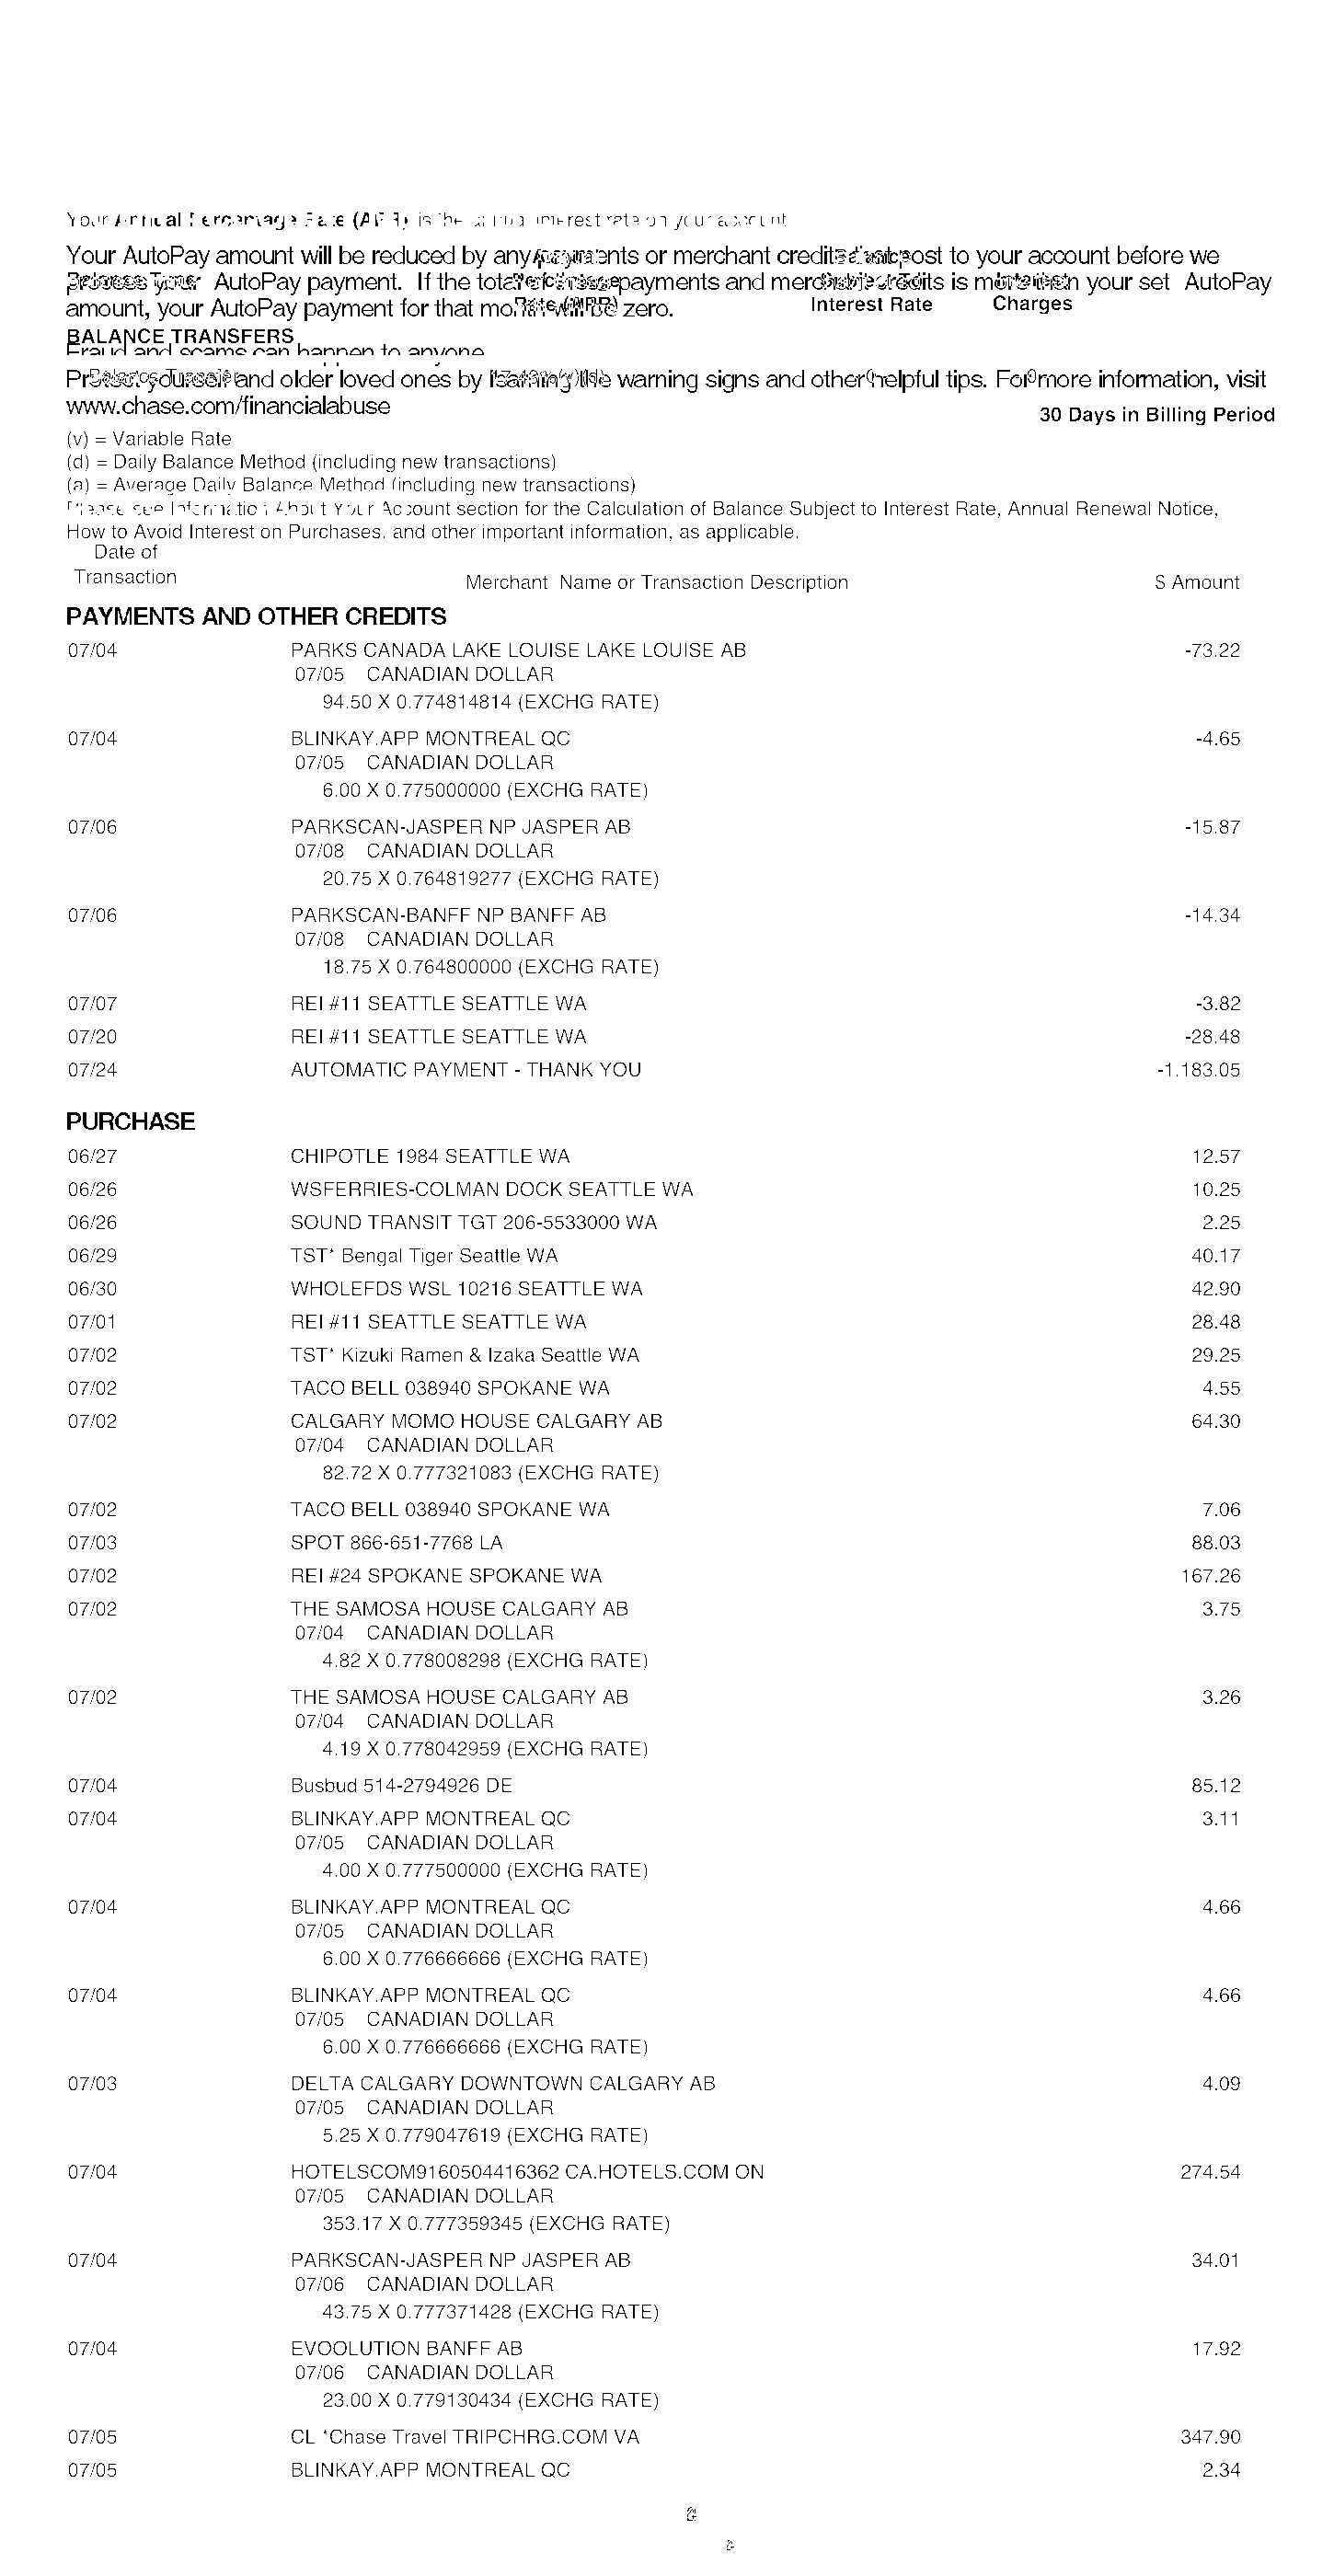 Your Annual Percentage Rate (APR) is the annual interest rate on your account
Your AutoPay amount will be reduced by any payments or merchant credits that post to your account before we
process your AutoPay payment. If the total of these payments and merchant credits is more than your set AutoPay
amount, your AutoPay payment for that month will be zero.
Rate (APR)
Interest Rate
Charges
BALANCE TRANSFERS
Fraud and scams can happen to anyone
Protect yourself and older loved ones by learning the warning signs and other helpful tips. For more information, visit
www.chase.com/financialabuse
30 Days in Billing Period
(v) = Variable Rate
(d) = Daily Balance Method (including new transactions)
(a) = Average Daily Balance Method (including new transactions)
Please see Information About Your Account section for the Calculation of Balance Subject to Interest Rate, Annual Renewal Notice,
How to Avoid Interest on Purchases, and other important information, as applicable.
Date of
Transaction Merchant Name or Transaction Description $ Amount
PAYMENTS AND OTHER CREDITS
07/04 PARKS CANADA LAKE LOUISE LAKE LOUISE AB -73.22
07/05 CANADIAN DOLLAR
94.50 X 0.774814814 (EXCHG RATE)
07/04 BLINKAY.APP MONTREAL QC -4.65
07/05 CANADIAN DOLLAR
6.00 X 0.775000000 (EXCHG RATE)
07/06 PARKSCAN-JASPER NP JASPER AB -15.87
07/08 CANADIAN DOLLAR
20.75 X 0.764819277 (EXCHG RATE)
07/06 PARKSCAN-BANFF NP BANFF AB -14.34
07/08 CANADIAN DOLLAR
18.75 X 0.764800000 (EXCHG RATE)
07/07 REI #11 SEATTLE SEATTLE WA -3.82
07/20 REI #11 SEATTLE SEATTLE WA -28.48
07/24 AUTOMATIC PAYMENT - THANK YOU -1,183.05
PURCHASE
06/27 CHIPOTLE 1984 SEATTLE WA 12.57
06/26 WSFERRIES-COLMAN DOCK SEATTLE WA 10.25
06/26 SOUND TRANSIT TGT 206-5533000 WA 2.25
06/29 TST* Bengal Tiger Seattle WA 40.17
06/30 WHOLEFDS WSL 10216 SEATTLE WA 42.90
07/01 REI #11 SEATTLE SEATTLE WA 28.48
07/02 TST* Kizuki Ramen & Izaka Seattle WA 29.25
07/02 TACO BELL 038940 SPOKANE WA 4.55
07/02 CALGARY MOMO HOUSE CALGARY AB 64.30
07/04 CANADIAN DOLLAR
82.72 X 0.777321083 (EXCHG RATE)
07/02 TACO BELL 038940 SPOKANE WA 7.06
07/03 SPOT 866-651-7768 LA 88.03
07/02 REI #24 SPOKANE SPOKANE WA 167.26
07/02 THE SAMOSA HOUSE CALGARY AB 3.75
07/04 CANADIAN DOLLAR
4.82 X 0.778008298 (EXCHG RATE)
07/02 THE SAMOSA HOUSE CALGARY AB 3.26
07/04 CANADIAN DOLLAR
4.19 X 0.778042959 (EXCHG RATE)
07/04 Busbud 514-2794926 DE 85.12
07/04 BLINKAY.APP MONTREAL QC 3.11
07/05 CANADIAN DOLLAR
4.00 X 0.777500000 (EXCHG RATE)
07/04 BLINKAY.APP MONTREAL QC 4.66
07/05 CANADIAN DOLLAR
6.00 X 0.776666666 (EXCHG RATE)
07/04 BLINKAY.APP MONTREAL QC 4.66
07/05 CANADIAN DOLLAR
6.00 X 0.776666666 (EXCHG RATE)
07/03 DELTA CALGARY DOWNTOWN CALGARY AB 4.09
07/05 CANADIAN DOLLAR
5.25 X 0.779047619 (EXCHG RATE)
07/04 HOTELSCOM9160504416362 CA.HOTELS.COM ON 274.54
07/05 CANADIAN DOLLAR
353.17 X 0.777359345 (EXCHG RATE)
07/04 PARKSCAN-JASPER NP JASPER AB 34.01
07/06 CANADIAN DOLLAR
43.75 X 0.777371428 (EXCHG RATE)
07/04 EVOOLUTION BANFF AB 17.92
07/06 CANADIAN DOLLAR
23.00 X 0.779130434 (EXCHG RATE)
07/05 CL *Chase Travel TRIPCHRG.COM VA 347.90
07/05 BLINKAY.APP MONTREAL QC 2.34